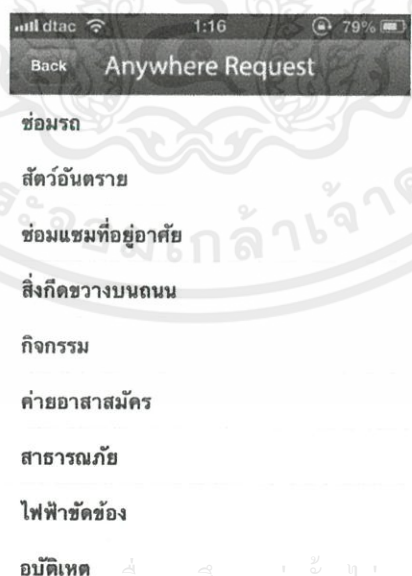 dtac 1:16 79%
Back Anywhere Request
ซ่อมรถ
สัตว์อันตราย
ซ่อมแซมที่อยู่อาศัย
สิ่งกีดขวางบนถนน
กิจกรรม
ค่ายอาสาสมัคร
สาธารณภัย
ไฟฟ้าขัดข้อง
อุบัติเหต